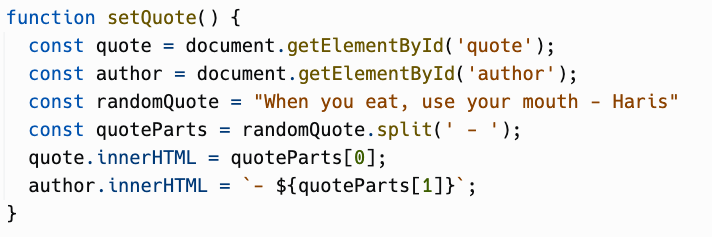 function setQuote() {
  const quote = document.getElementById('quote');
  const author = document.getElementById('author');
  const randomQuote = "When you eat, use your mouth - Haris"
  const quoteParts = randomQuote.split(' - ');
  quote.innerHTML = quoteParts[0];
  author.innerHTML = `- ${quoteParts[1]}`;
}